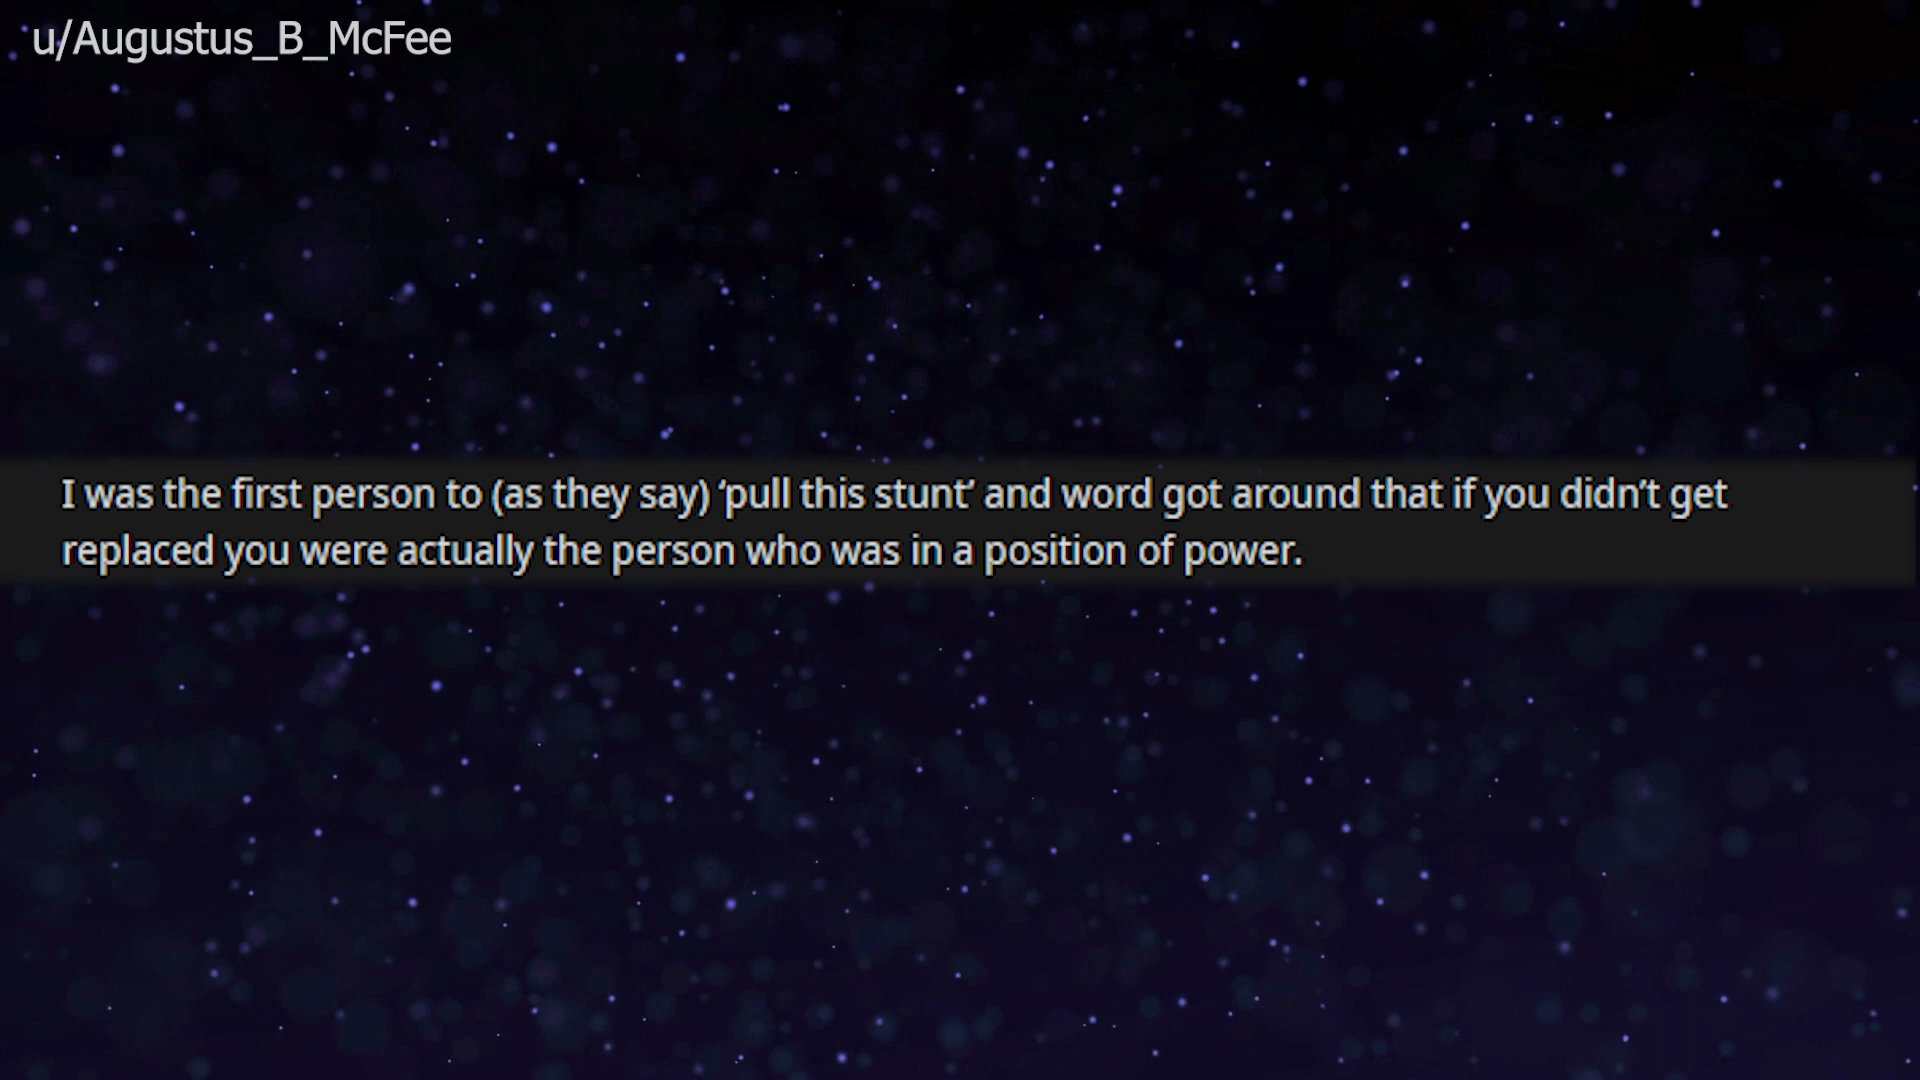 u/Augustus_B_McFee
I was the first person to (as they say) ‘pull this stunt’ and word got around that if you didn’t get
replaced you were actually the person who was in a position of power.